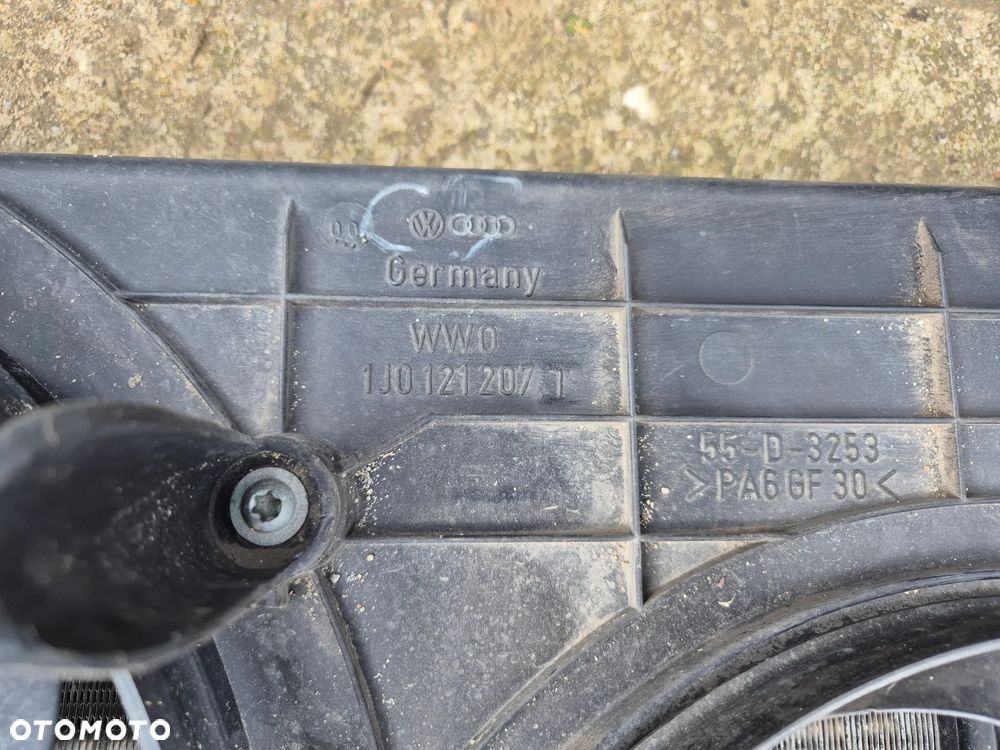 Germany
WWO
1J0 121 207 T
55-D-3253
>PA6 GF 30<
OTOMOTO